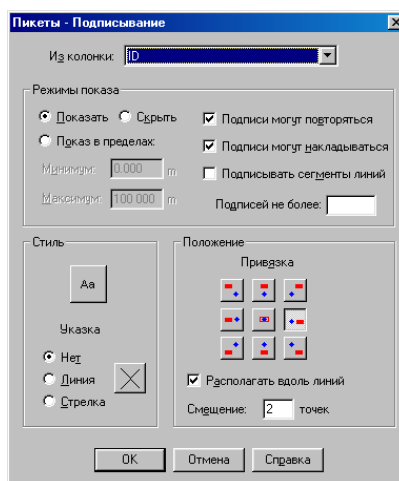 Пикеты - Подписывание
Из колонки: ID
Режимы показа
Показать Скрыть
Показ в пределах:
Минимум: 0.000 m
Максимум: 100 000 m
Подписи могут повторяться
Подписи могут накладываться
Подписывать сегменты линий
Подписей не более:
Стиль
Aa
Указка
Нет
Линия
Стрелка
Положение
Привязка
Располагать вдоль линий
Смещение: 2 точек
OK Отмена Справка